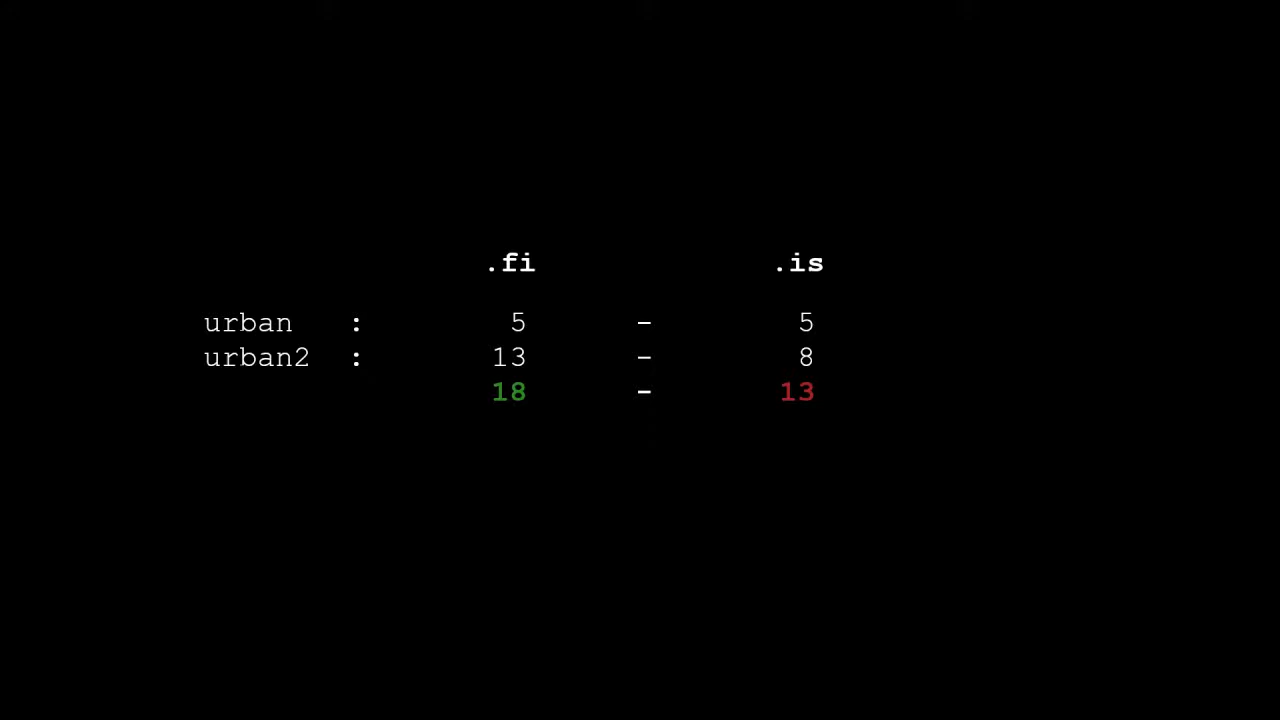 .fi .is
urban : 5 - 5
urban2 : 13 - 8
18 - 13